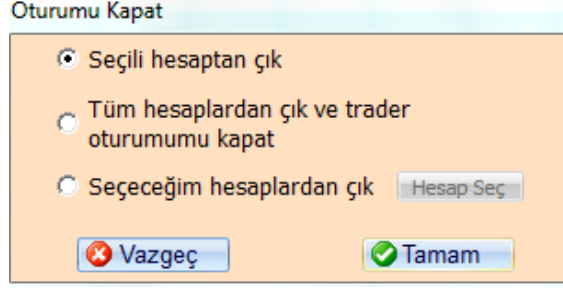 Oturumu Kapat
Seçili hesaptan çık
Tüm hesaplardan çık ve trader
oturumumu kapat
Seçeceğim hesaplardan çık Hesap Seç
Vazgeç Tamam